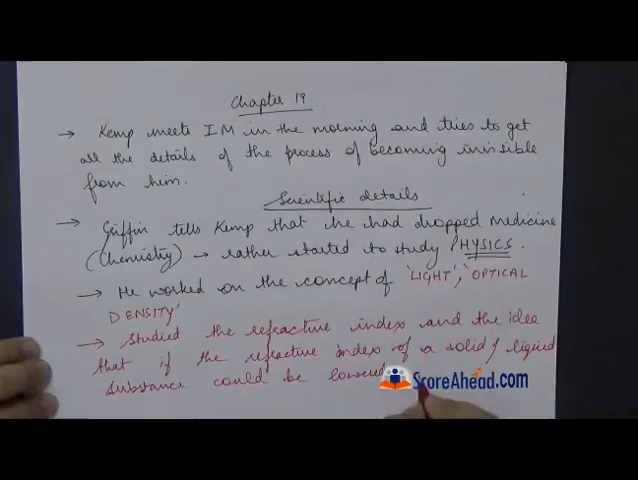 Chapter 19
→ Kemp meets I M in the morning and tries to get
all the details of the process of becoming invisible
from him.
Scientific details
→ Griffin tells Kemp that he had dropped medicine
(Chemistry) → rather started to study PHYSICS.
→ He worked on the concept of 'LIGHT', 'OPTICAL
DENSITY'
→ Studied the refractive index and the idea
that if the refractive index of a solid / liquid
substance could be lowered
ScoreAhead.com